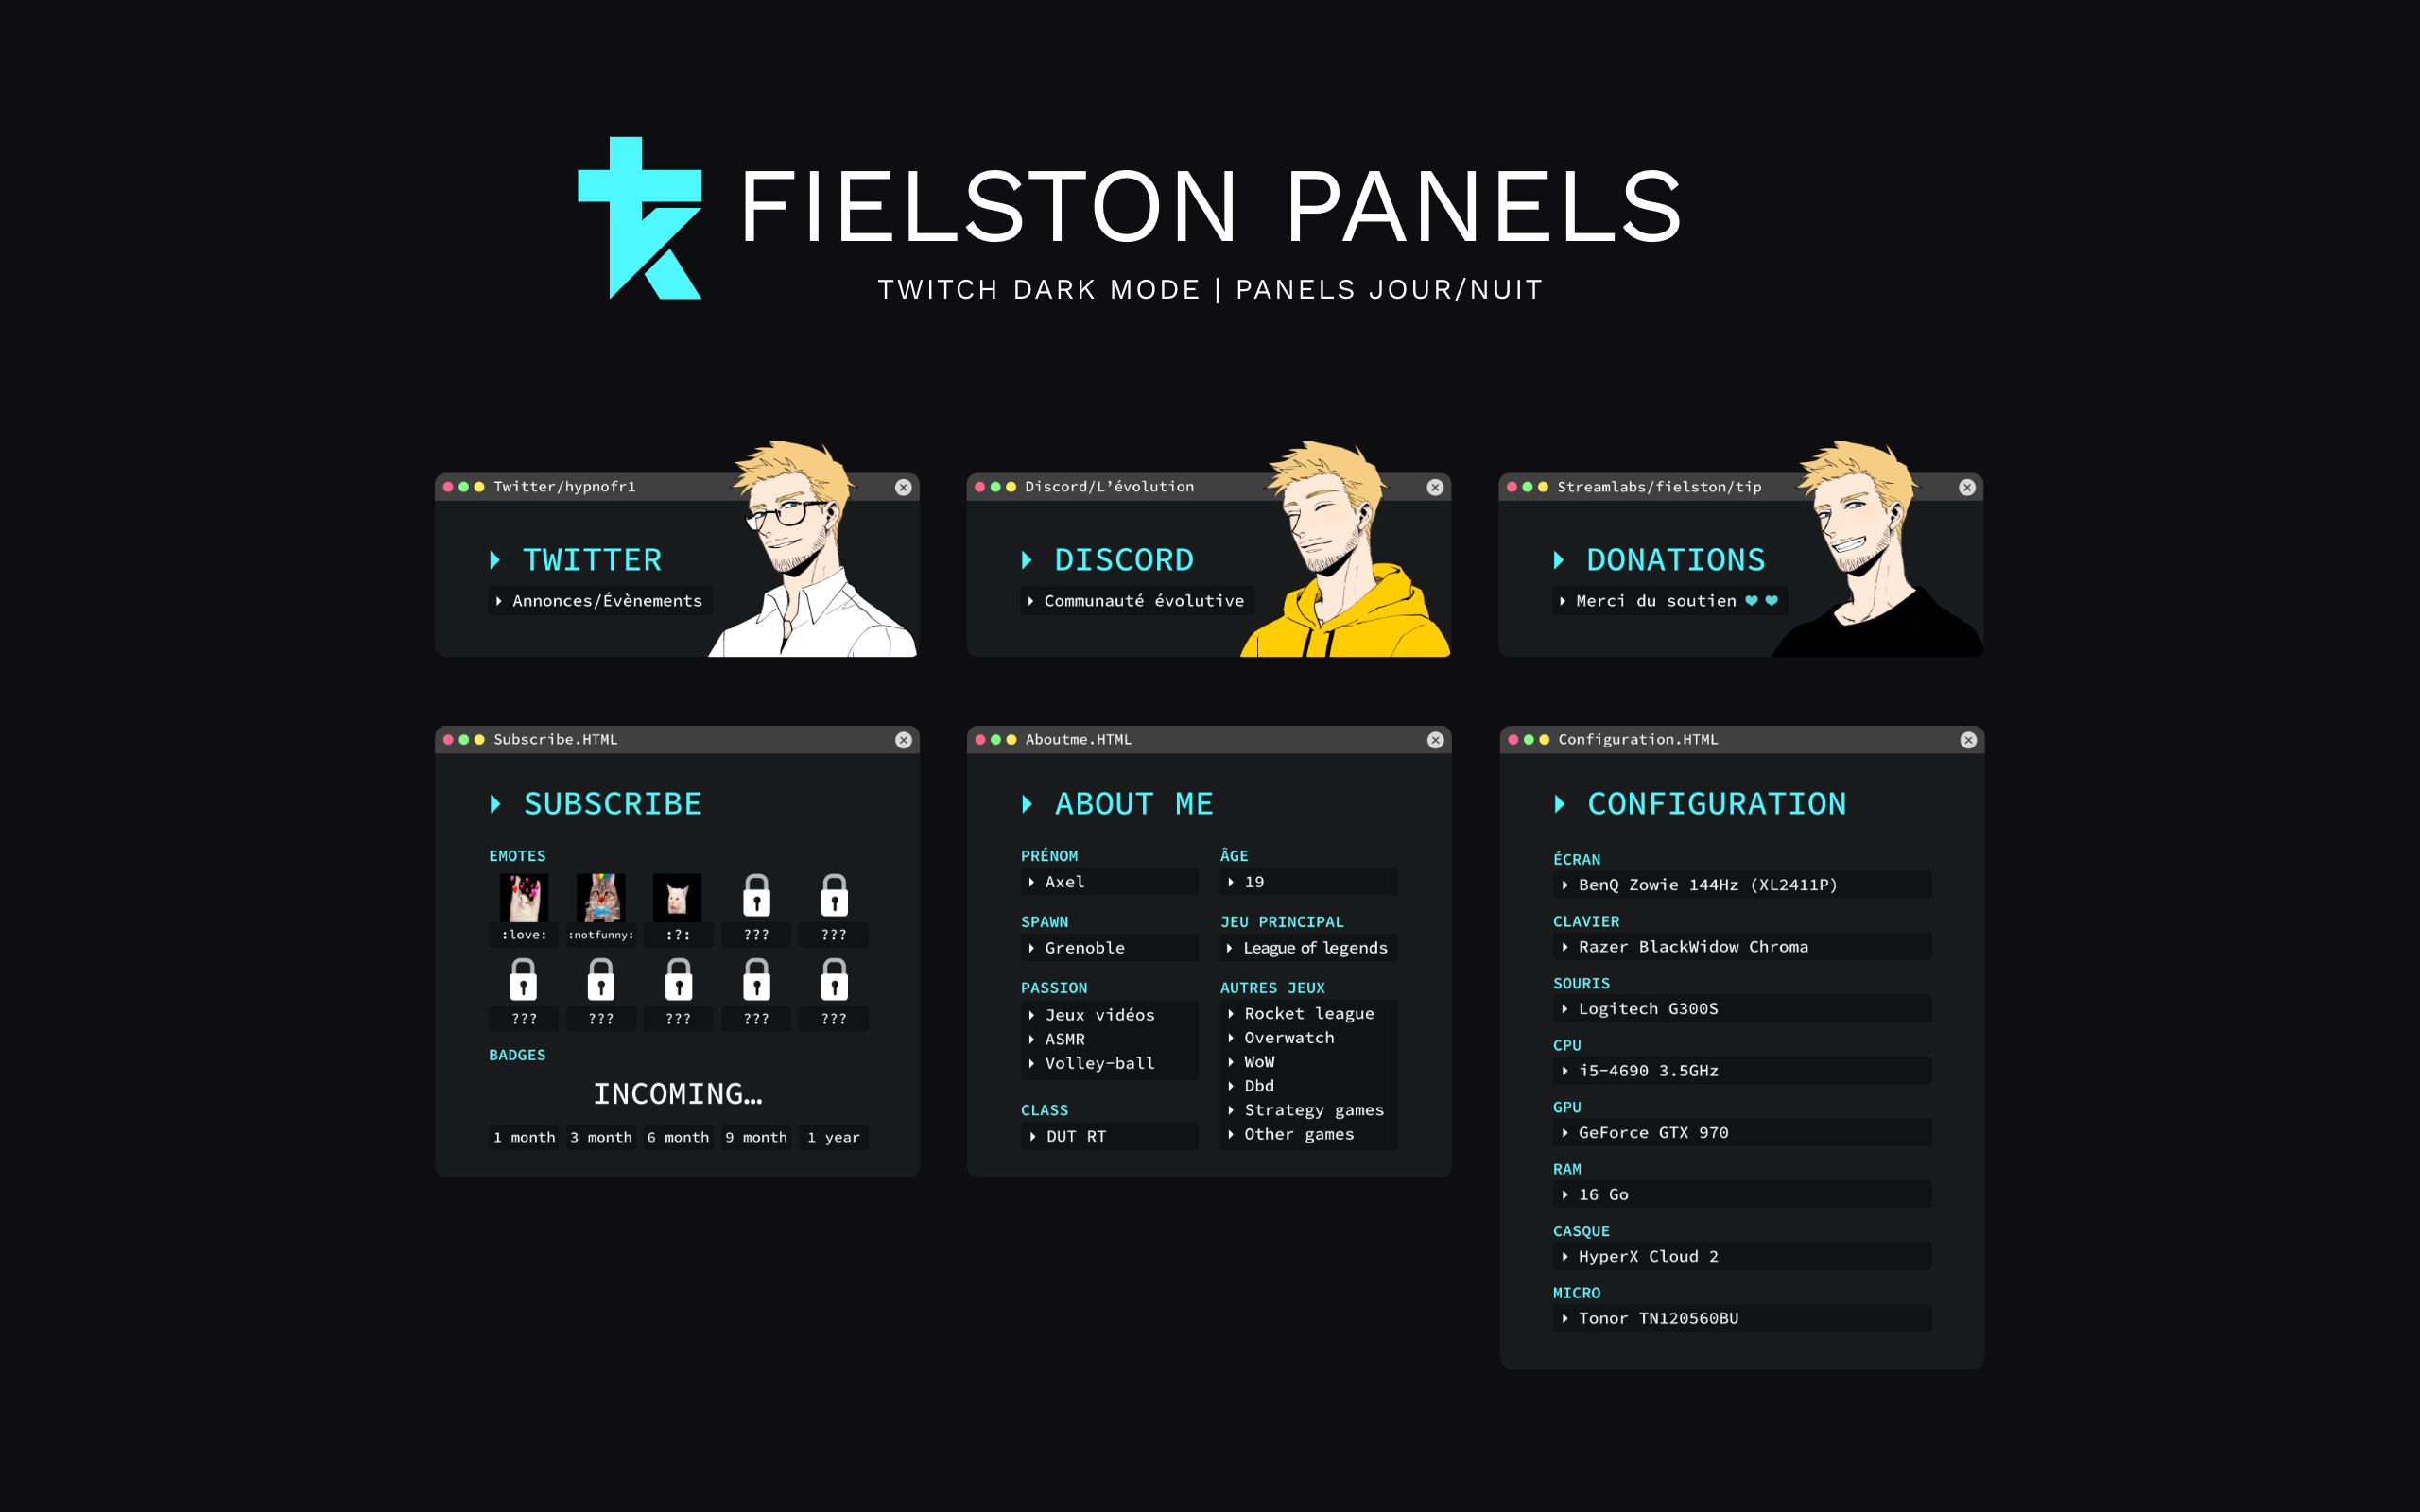 FIELSTON PANELS
TWITCH DARK MODE | PANELS JOUR/NUIT
Twitter/hypnofr1
TWITTER
Annonces/Évènements
Discord/L’évolution
DISCORD
Communauté évolutive
Streamlabs/fielston/tip
DONATIONS
Merci du soutien
Subscribe.HTML
SUBSCRIBE
EMOTES
:love: :notfunny: :?: ??? ???
??? ??? ??? ??? ???
BADGES
INCOMING…
1 month 3 month 6 month 9 month 1 year
Aboutme.HTML
ABOUT ME
PRÉNOM
Axel
SPAWN
Grenoble
PASSION
Jeux vidéos
ASMR
Volley-ball
CLASS
DUT RT
ÂGE
19
JEU PRINCIPAL
League of legends
AUTRES JEUX
Rocket league
Overwatch
WoW
Dbd
Strategy games
Other games
Configuration.HTML
CONFIGURATION
ÉCRAN
BenQ Zowie 144Hz (XL2411P)
CLAVIER
Razer BlackWidow Chroma
SOURIS
Logitech G300S
CPU
i5-4690 3.5GHz
GPU
GeForce GTX 970
RAM
16 Go
CASQUE
HyperX Cloud 2
MICRO
Tonor TN120560BU